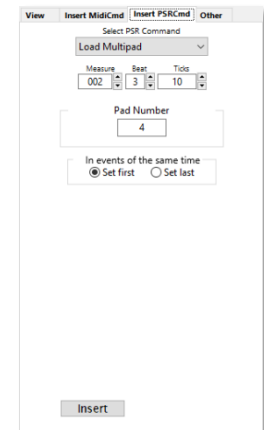 View Insert MidiCmd Insert PSRCmd Other
Select PSR Command
Load Multipad
Measure Beat Ticks
002 3 10
Pad Number
4
In events of the same time
Set first Set last
Insert